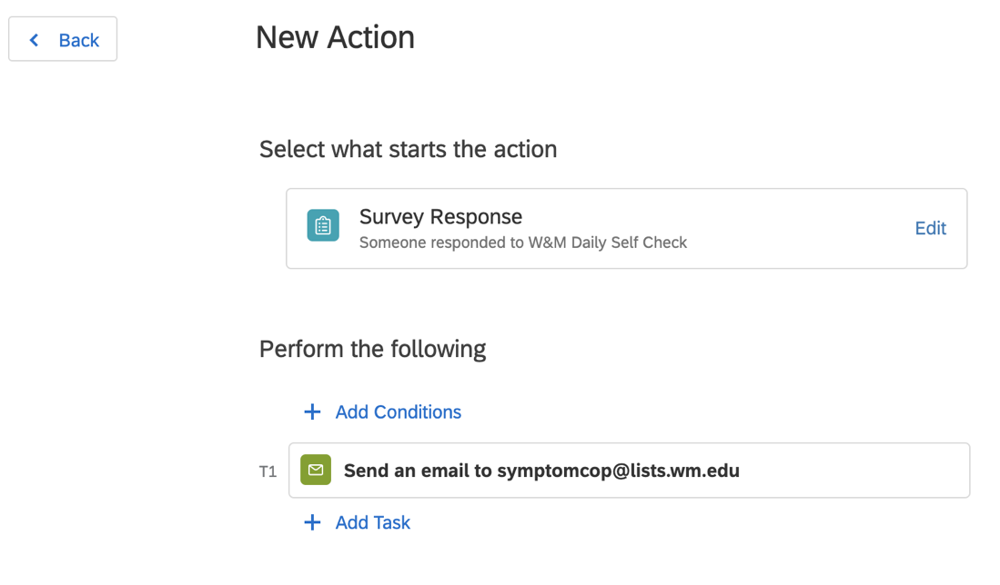 Back
New Action
Select what starts the action
Survey Response
Someone responded to W&M Daily Self Check
Edit
Perform the following
+ Add Conditions
T1
Send an email to symptomcop@lists.wm.edu
+ Add Task